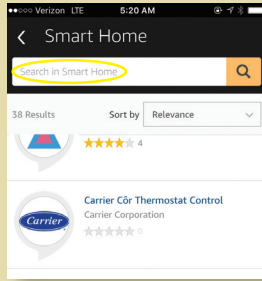 Verizon LTE 5:20 AM
Smart Home
Search in Smart Home
38 Results Sort by Relevance
4
Carrier Côr Thermostat Control
Carrier Carrier Corporation
0